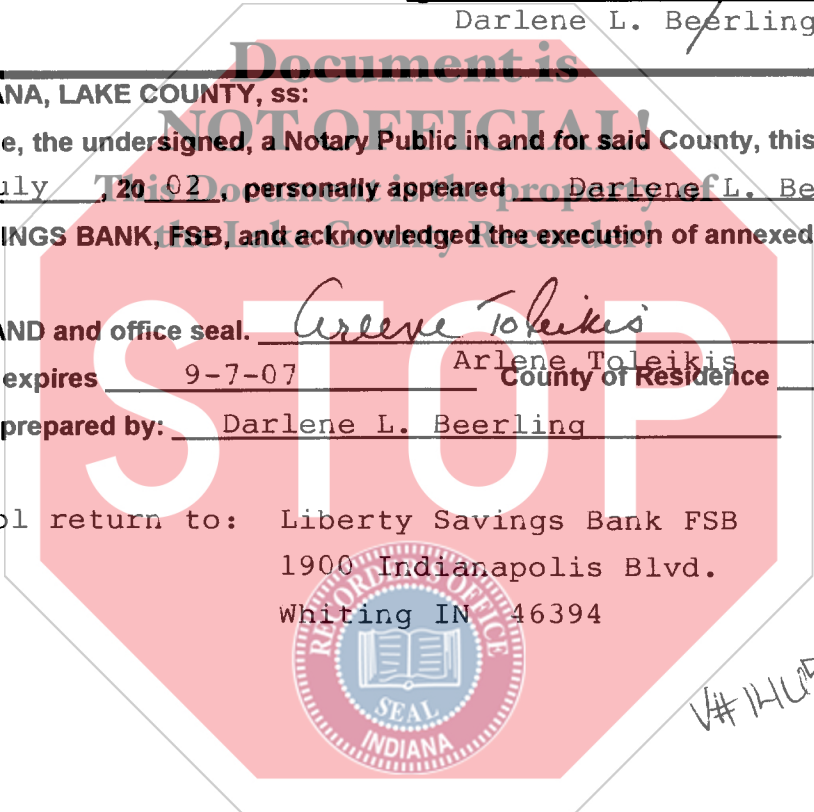 Darlene L. Beerling
Document is
ANA, LAKE COUNTY, ss:
NOT OFFICIAL!
e, the undersigned, a Notary Public in and for said County, this
uly , 20 02 , personally appeared Darlene L. Be
This Document is the property of
INGS BANK, FSB, and acknowledged the execution of annexed
the Lake County Recorder!
AND and office seal. Arleene Toleikis
STOP
Arlene Toleikis
expires 9-7-07 County of Residence
prepared by: Darlene L. Beerling
ol return to: Liberty Savings Bank FSB
1900 Indianapolis Blvd.
Whiting IN 46394
RECORDER'S OFFICE
SEAL
INDIANA